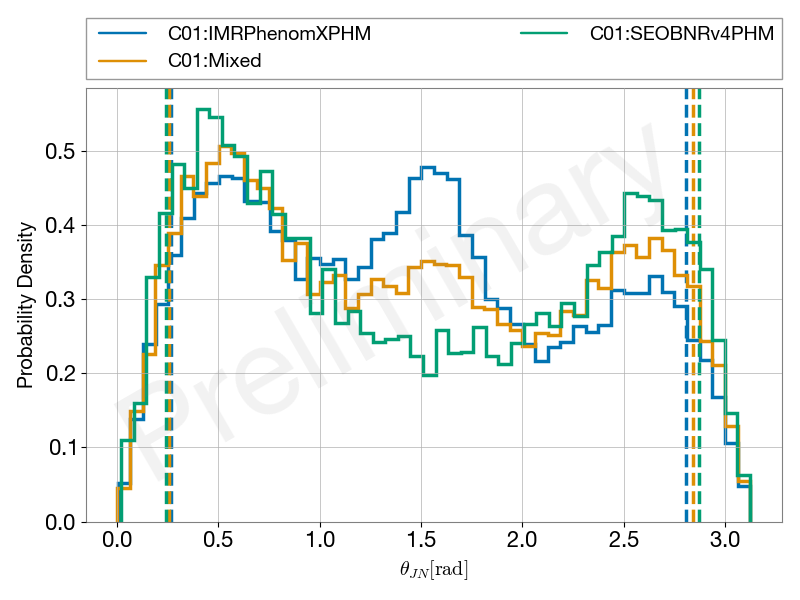 C01:IMRPhenomXPHM
C01:Mixed
C01:SEOBNRv4PHM
Preliminary
Probability Density
0.5
0.4
0.3
0.2
0.1
0.0
0.0 0.5 1.0 1.5 2.0 2.5 3.0
θ_JN[rad]